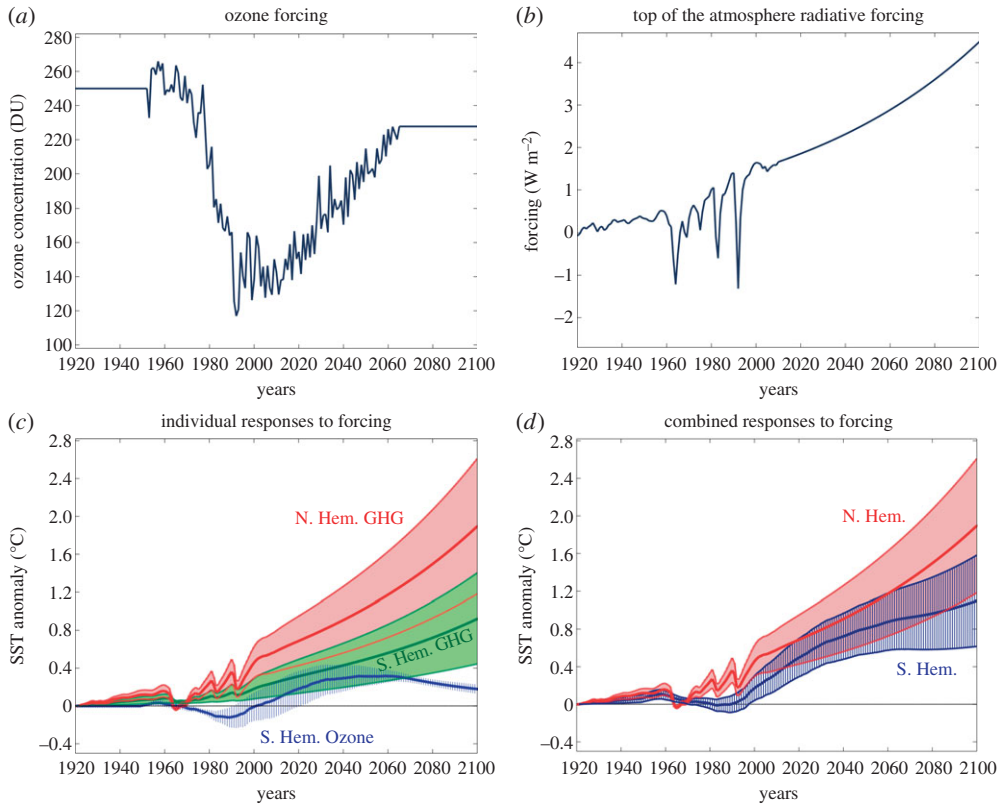 (a) ozone forcing
280
260
240
220
200
180
160
140
120
100
ozone concentration (DU)
1920 1940 1960 1980 2000 2020 2040 2060 2080 2100
years
(b) top of the atmosphere radiative forcing
4
2
0
–1
–2
forcing (W m–2)
1920 1940 1960 1980 2000 2020 2040 2060 2080 2100
years
(c) individual responses to forcing
2.8
2.4
2.0
1.6
1.2
0.8
0.4
0
–0.4
SST anomaly (°C)
N. Hem. GHG
S. Hem. GHG
S. Hem. Ozone
1920 1940 1960 1980 2000 2020 2040 2060 2080 2100
years
(d) combined responses to forcing
2.8
2.4
2.0
1.6
1.2
0.8
0.4
0
–0.4
SST anomaly (°C)
N. Hem.
S. Hem.
1920 1940 1960 1980 2000 2020 2040 2060 2080 2100
years